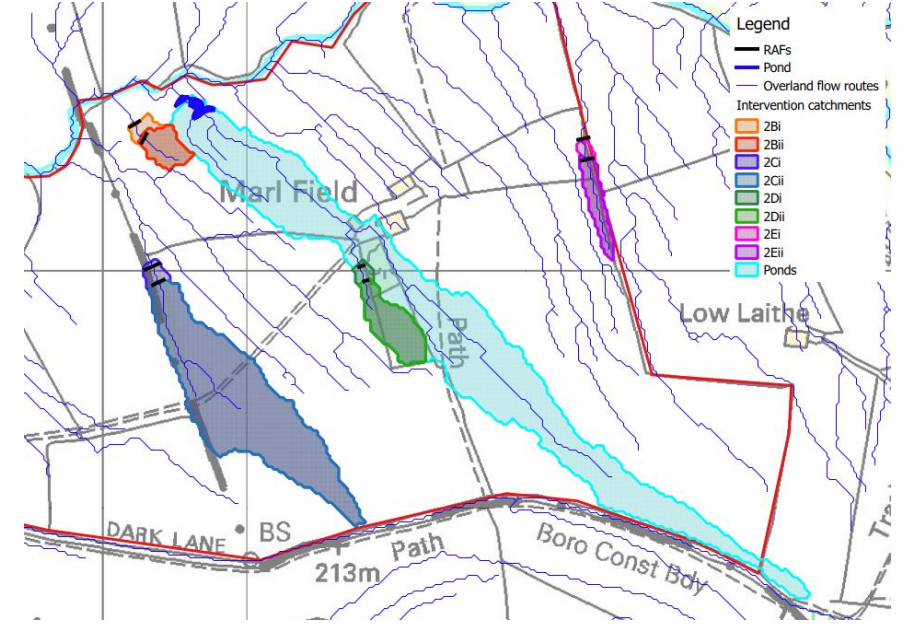 Legend
RAFs
Pond
Overland flow routes
Intervention catchments
2Bi
2Bii
2Ci
2Cii
2Di
2Dii
2Ei
2Eii
Ponds
Marl Field
Low Laithe
Path
DARK LANE
BS
Path
213m
Boro Const Bdy
Tra